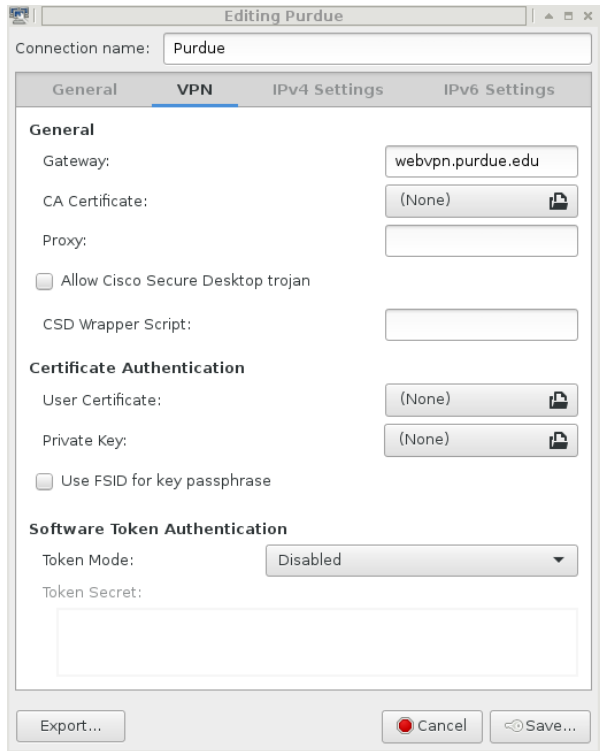 Editing Purdue
Connection name: Purdue
General VPN IPv4 Settings IPv6 Settings
General
Gateway: webvpn.purdue.edu
CA Certificate: (None)
Proxy:
Allow Cisco Secure Desktop trojan
CSD Wrapper Script:
Certificate Authentication
User Certificate: (None)
Private Key: (None)
Use FSID for key passphrase
Software Token Authentication
Token Mode: Disabled
Token Secret:
Export... Cancel Save...